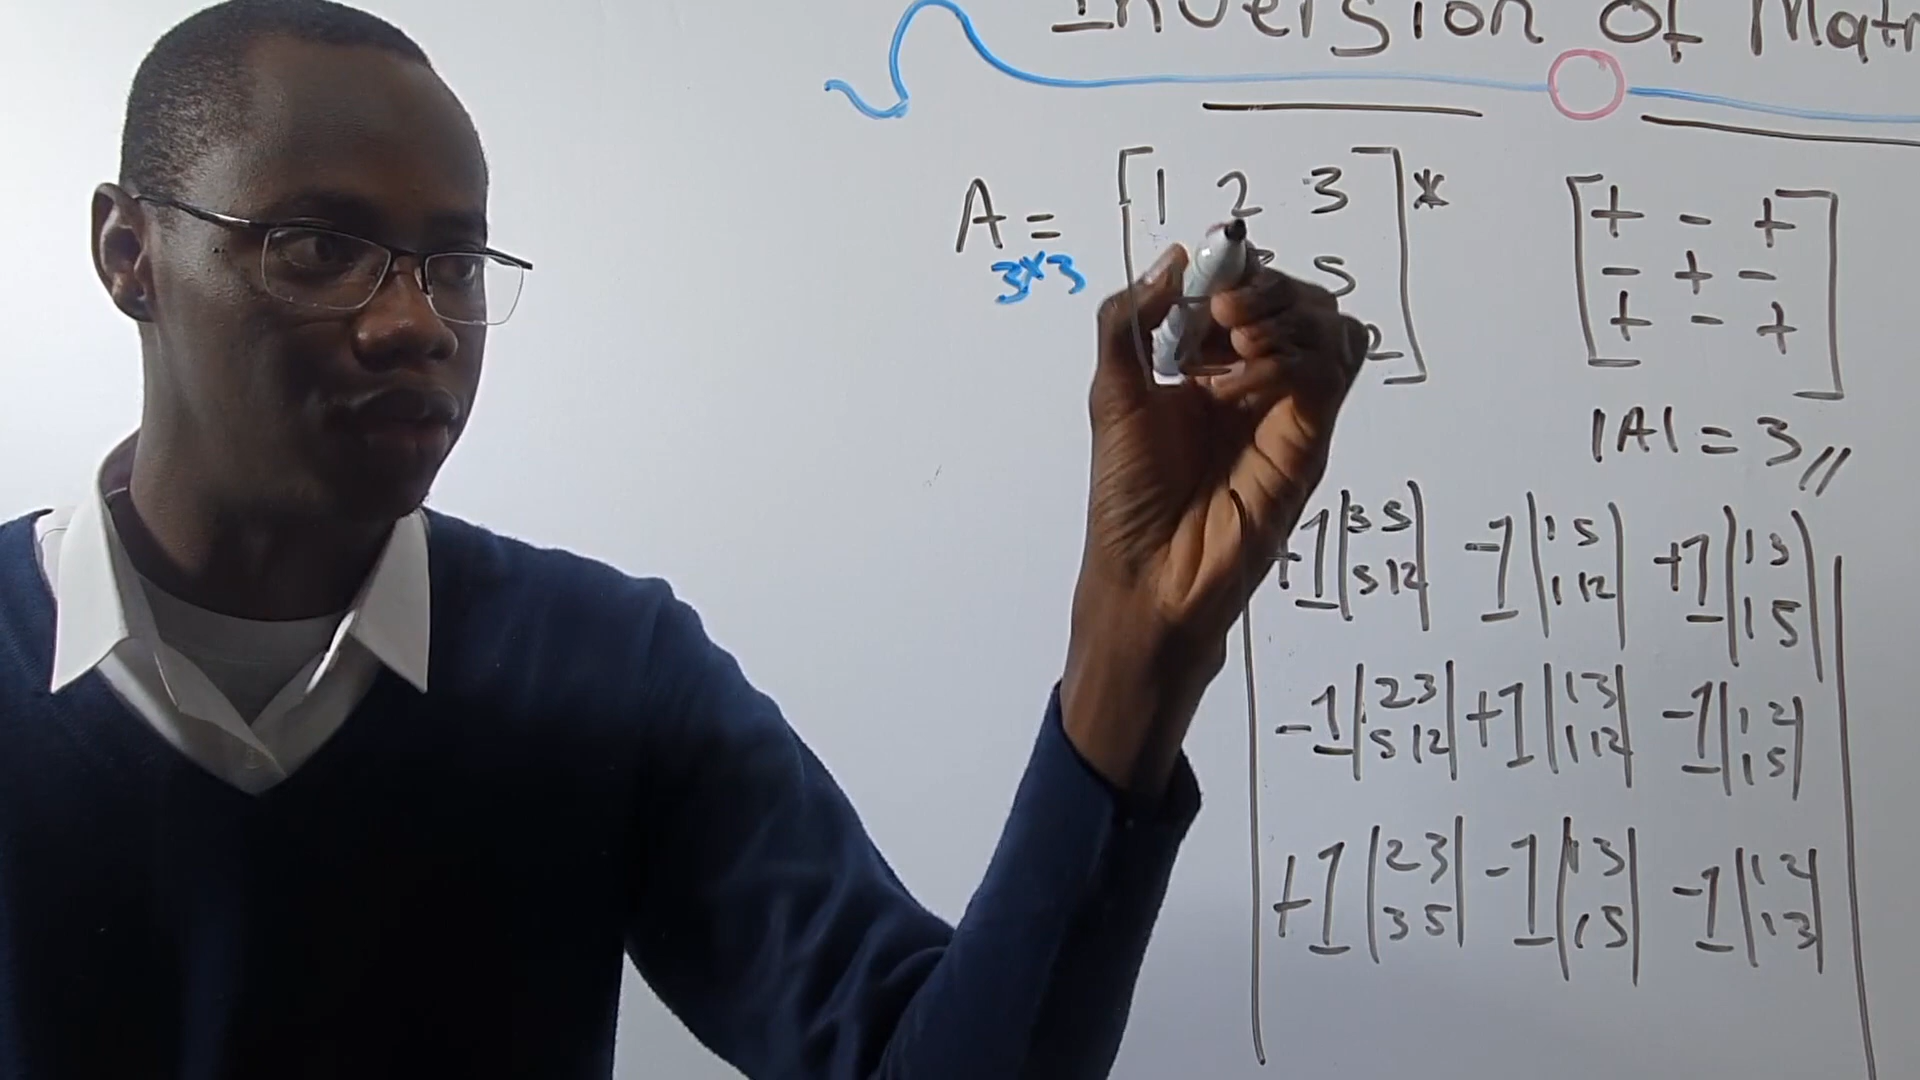 Inversion of Matr
A = [1 2 3] *
3x3
5
2
[+ - +
- + -
+ - +]
|A| = 3 //
+1|3 5| -1|1 5| +1|1 3|
|5 12| |1 12| |1 5|
-1|2 3| +1|1 3| -1|1 2|
|5 12| |1 12| |1 5|
+1|2 3| -1|1 3| -1|1 2|
|3 5| |1 5| |1 3|